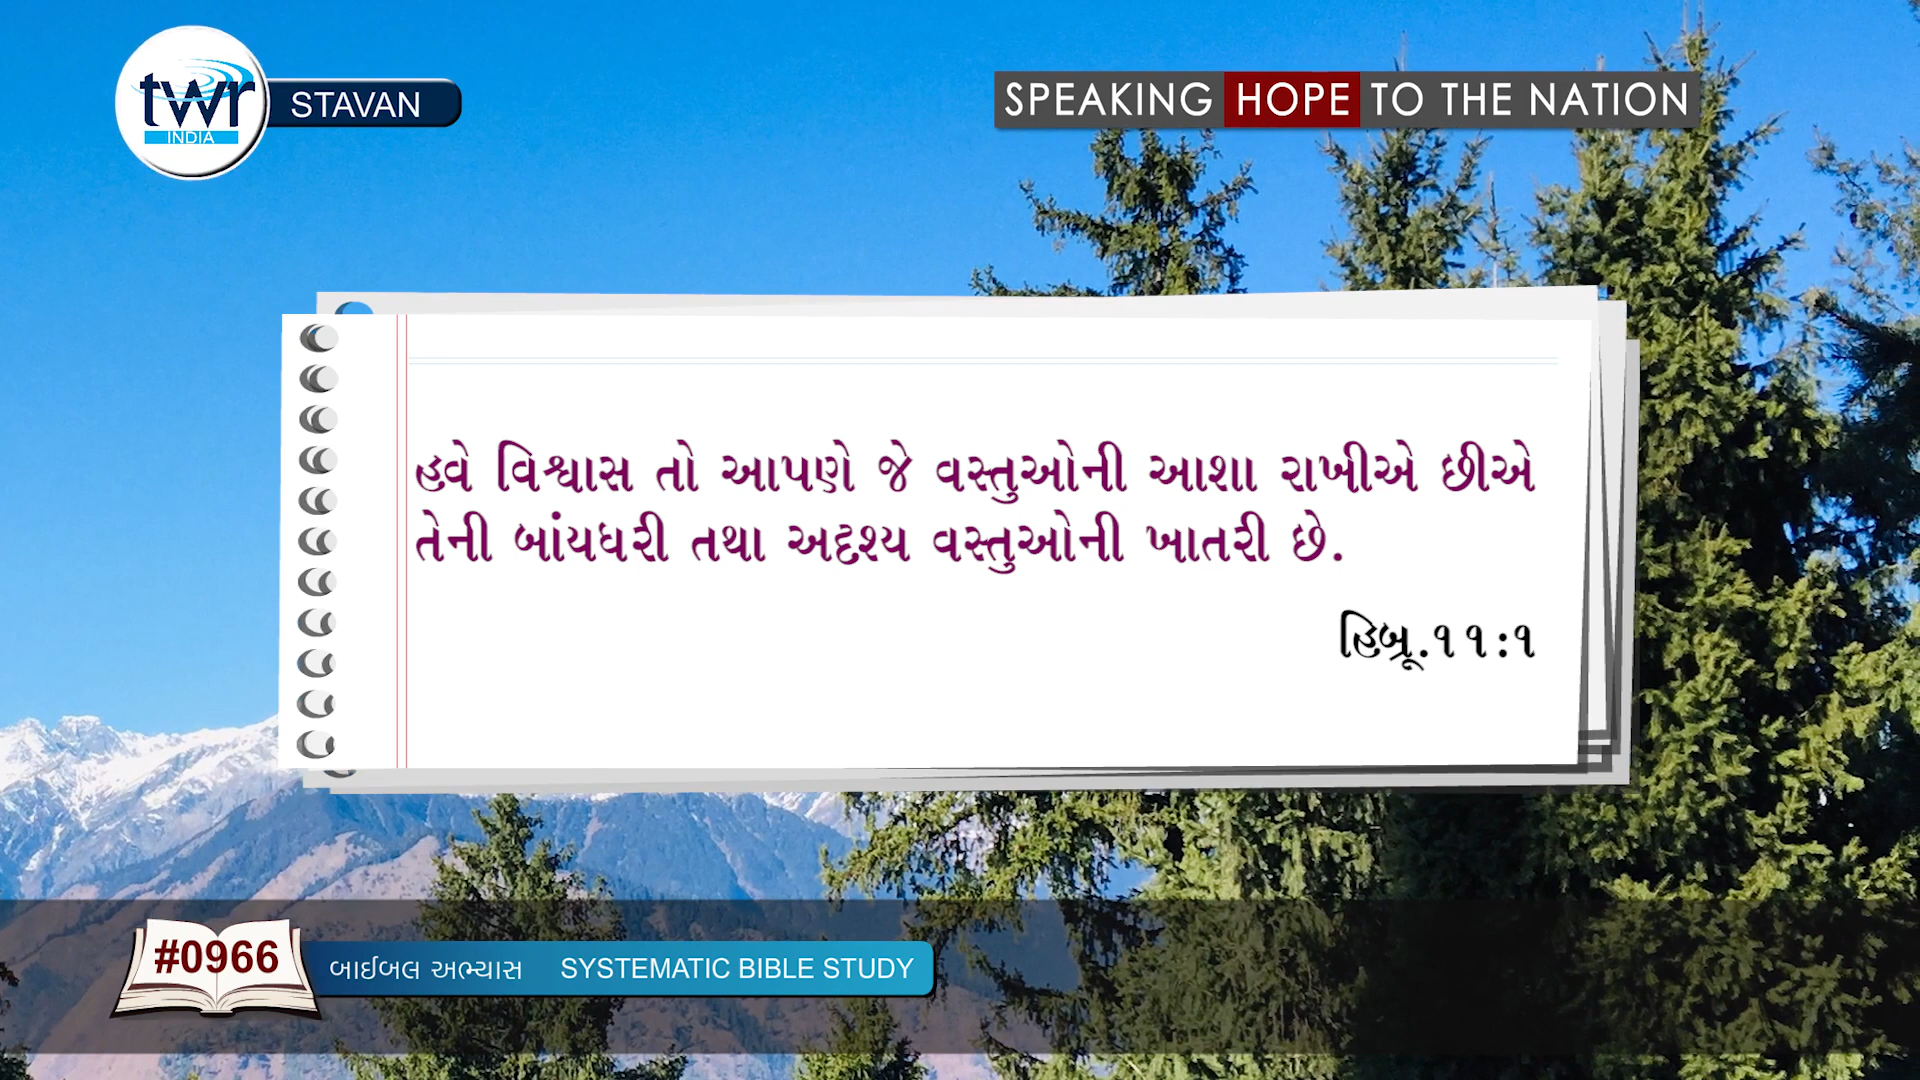 twr
INDIA
STAVAN
SPEAKING HOPE TO THE NATION
હવે વિશ્વાસ તો આપણે જે વસ્તુઓની આશા રાખીએ છીએ
તેની બાંયધરી તથા અદૃશ્ય વસ્તુઓની ખાતરી છે.
હિબ્રૂ.૧૧:૧
#0966
બાઈબલ અભ્યાસ SYSTEMATIC BIBLE STUDY